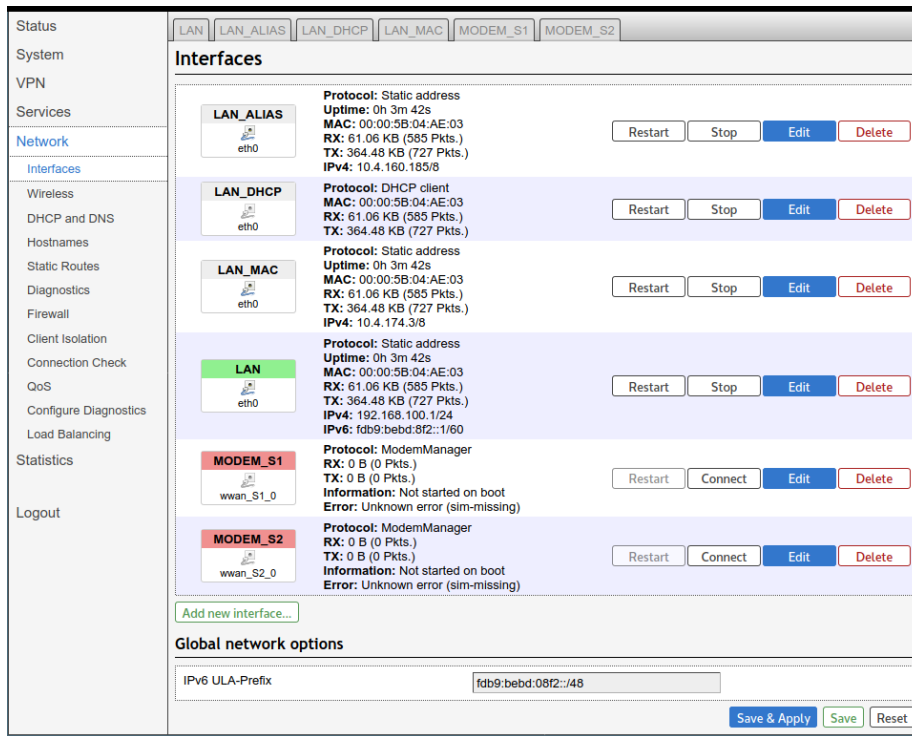 Status
System
VPN
Services
Network
Interfaces
Wireless
DHCP and DNS
Hostnames
Static Routes
Diagnostics
Firewall
Client Isolation
Connection Check
QoS
Configure Diagnostics
Load Balancing
Statistics
Logout
LAN LAN_ALIAS LAN_DHCP LAN_MAC MODEM_S1 MODEM_S2
Interfaces
LAN_ALIAS
eth0
Protocol: Static address
Uptime: 0h 3m 42s
MAC: 00:00:5B:04:AE:03
RX: 61.06 KB (585 Pkts.)
TX: 364.48 KB (727 Pkts.)
IPv4: 10.4.160.185/8
Restart Stop Edit Delete
LAN_DHCP
eth0
Protocol: DHCP client
MAC: 00:00:5B:04:AE:03
RX: 61.06 KB (585 Pkts.)
TX: 364.48 KB (727 Pkts.)
Restart Stop Edit Delete
LAN_MAC
eth0
Protocol: Static address
Uptime: 0h 3m 42s
MAC: 00:00:5B:04:AE:03
RX: 61.06 KB (585 Pkts.)
TX: 364.48 KB (727 Pkts.)
IPv4: 10.4.174.3/8
Restart Stop Edit Delete
LAN
eth0
Protocol: Static address
Uptime: 0h 3m 42s
MAC: 00:00:5B:04:AE:03
RX: 61.06 KB (585 Pkts.)
TX: 364.48 KB (727 Pkts.)
IPv4: 192.168.100.1/24
IPv6: fdb9:bebd:8f2::1/60
Restart Stop Edit Delete
MODEM_S1
wwan_S1_0
Protocol: ModemManager
RX: 0 B (0 Pkts.)
TX: 0 B (0 Pkts.)
Information: Not started on boot
Error: Unknown error (sim-missing)
Restart Connect Edit Delete
MODEM_S2
wwan_S2_0
Protocol: ModemManager
RX: 0 B (0 Pkts.)
TX: 0 B (0 Pkts.)
Information: Not started on boot
Error: Unknown error (sim-missing)
Restart Connect Edit Delete
Add new interface...
Global network options
IPv6 ULA-Prefix
fdb9:bebd:08f2::/48
Save & Apply Save Reset